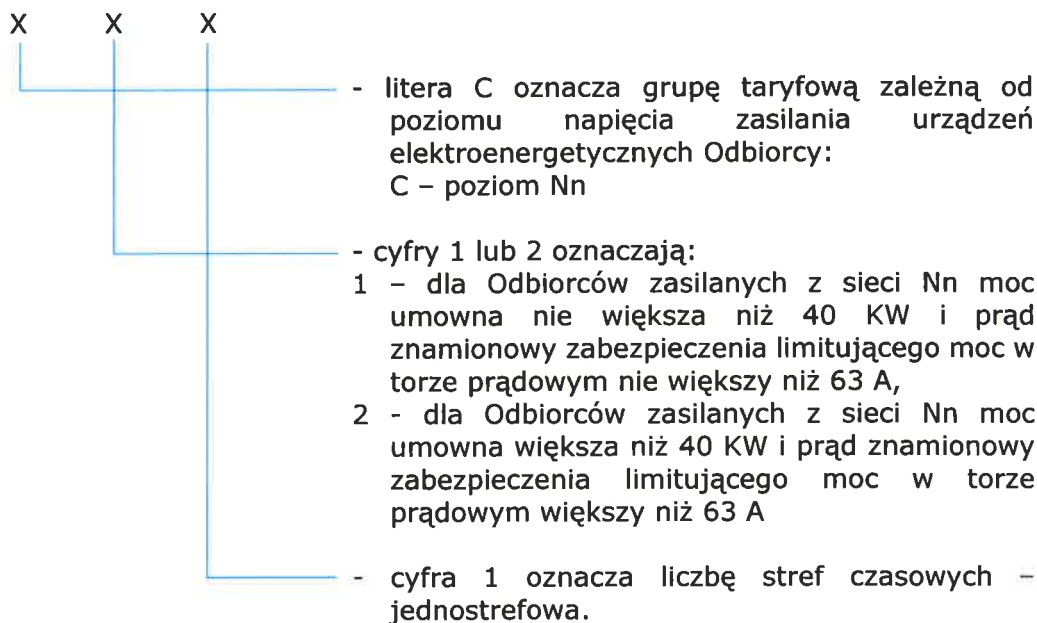 X X X
- litera C oznacza grupę taryfową zależną od
poziomu napięcia zasilania urządzeń
elektroenergetycznych Odbiorcy:
C – poziom Nn
- cyfry 1 lub 2 oznaczają:
1 – dla Odbiorców zasilanych z sieci Nn moc
umowna nie większa niż 40 KW i prąd
znamionowy zabezpieczenia limitującego moc w
torze prądowym nie większy niż 63 A,
2 - dla Odbiorców zasilanych z sieci Nn moc
umowna większa niż 40 KW i prąd znamionowy
zabezpieczenia limitującego moc w torze
prądowym większy niż 63 A
- cyfra 1 oznacza liczbę stref czasowych –
jednostrefowa.